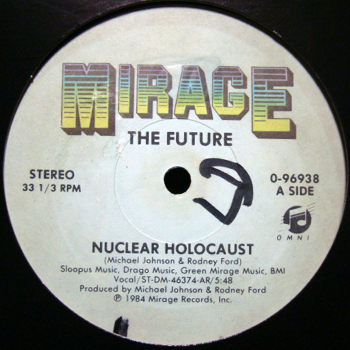 MIRAGE
THE FUTURE
STEREO
33 1/3 RPM
0-96938
A SIDE
OMNI
NUCLEAR HOLOCAUST
(Michael Johnson & Rodney Ford)
Sloopus Music, Drago Music, Green Mirage Music, BMI
Vocal/ST-DM-46374-AR/5:48
Produced by Michael Johnson & Rodney Ford
Ⓟ 1984 Mirage Records, Inc.